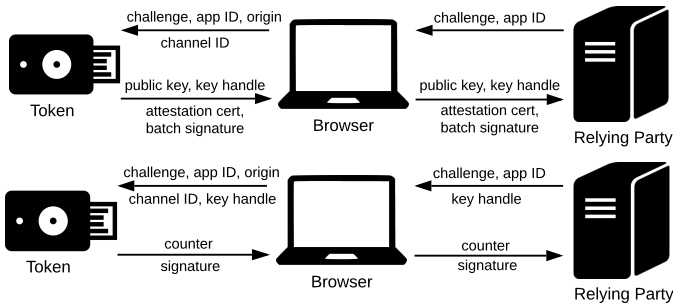 challenge, app ID, origin
channel ID
challenge, app ID
public key, key handle
attestation cert,
batch signature
public key, key handle
attestation cert,
batch signature
Token
Browser
Relying Party
challenge, app ID, origin
channel ID, key handle
challenge, app ID
key handle
counter
signature
counter
signature
Token
Browser
Relying Party